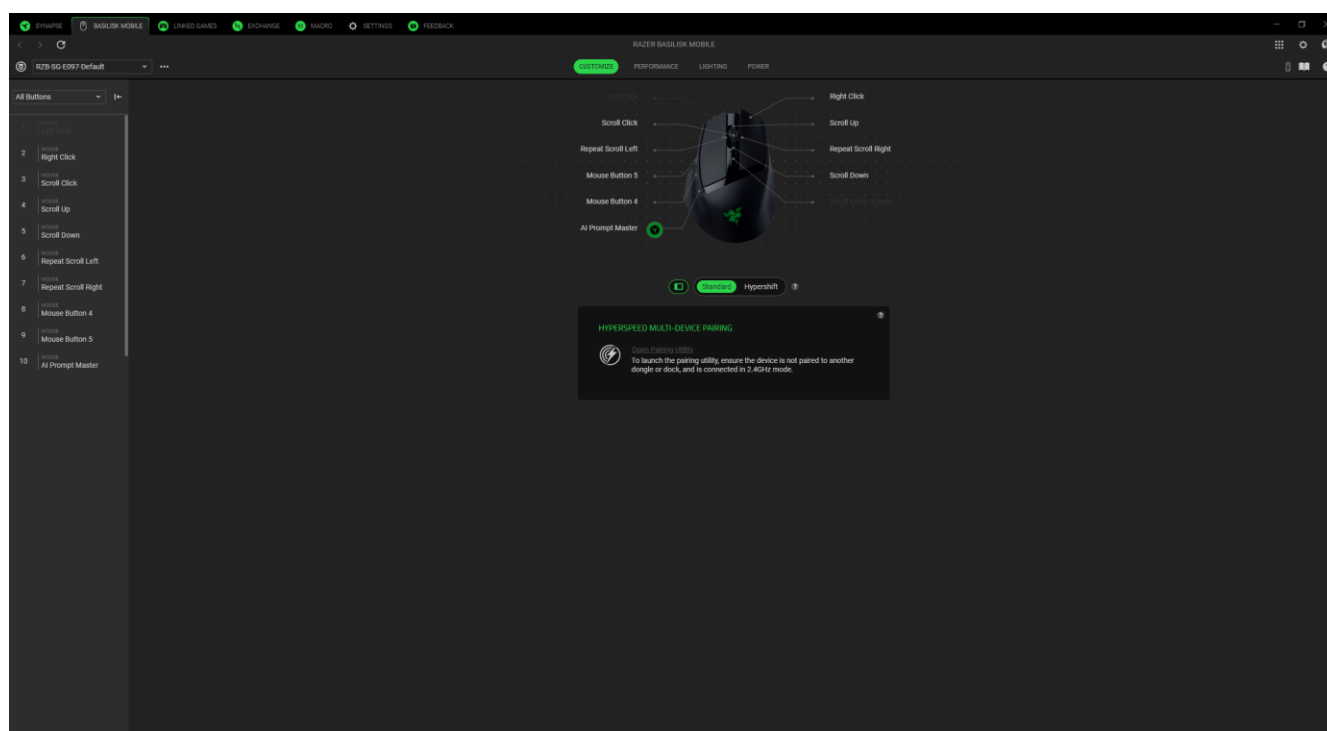 SYNAPSE
BASILISK MOBILE
LINKED GAMES
EXCHANGE
MACRO
SETTINGS
FEEDBACK
RAZER BASILISK MOBILE
RZB-SG-E097-Default
CUSTOMIZE
PERFORMANCE
LIGHTING
POWER
All Buttons
MOUSE
Left Click
2
MOUSE
Right Click
3
MOUSE
Scroll Click
4
MOUSE
Scroll Up
5
MOUSE
Scroll Down
6
MOUSE
Repeat Scroll Left
7
MOUSE
Repeat Scroll Right
8
MOUSE
Mouse Button 4
9
MOUSE
Mouse Button 5
10
MOUSE
AI Prompt Master
Left Click
Right Click
Scroll Click
Scroll Up
Repeat Scroll Left
Repeat Scroll Right
Mouse Button 5
Scroll Down
Mouse Button 4
AI Prompt Master
Standard
Hypershift
HYPERSPEED MULTI-DEVICE PAIRING
Open Pairing Utility
To launch the pairing utility, ensure the device is not paired to another
dongle or dock, and is connected in 2.4GHz mode.